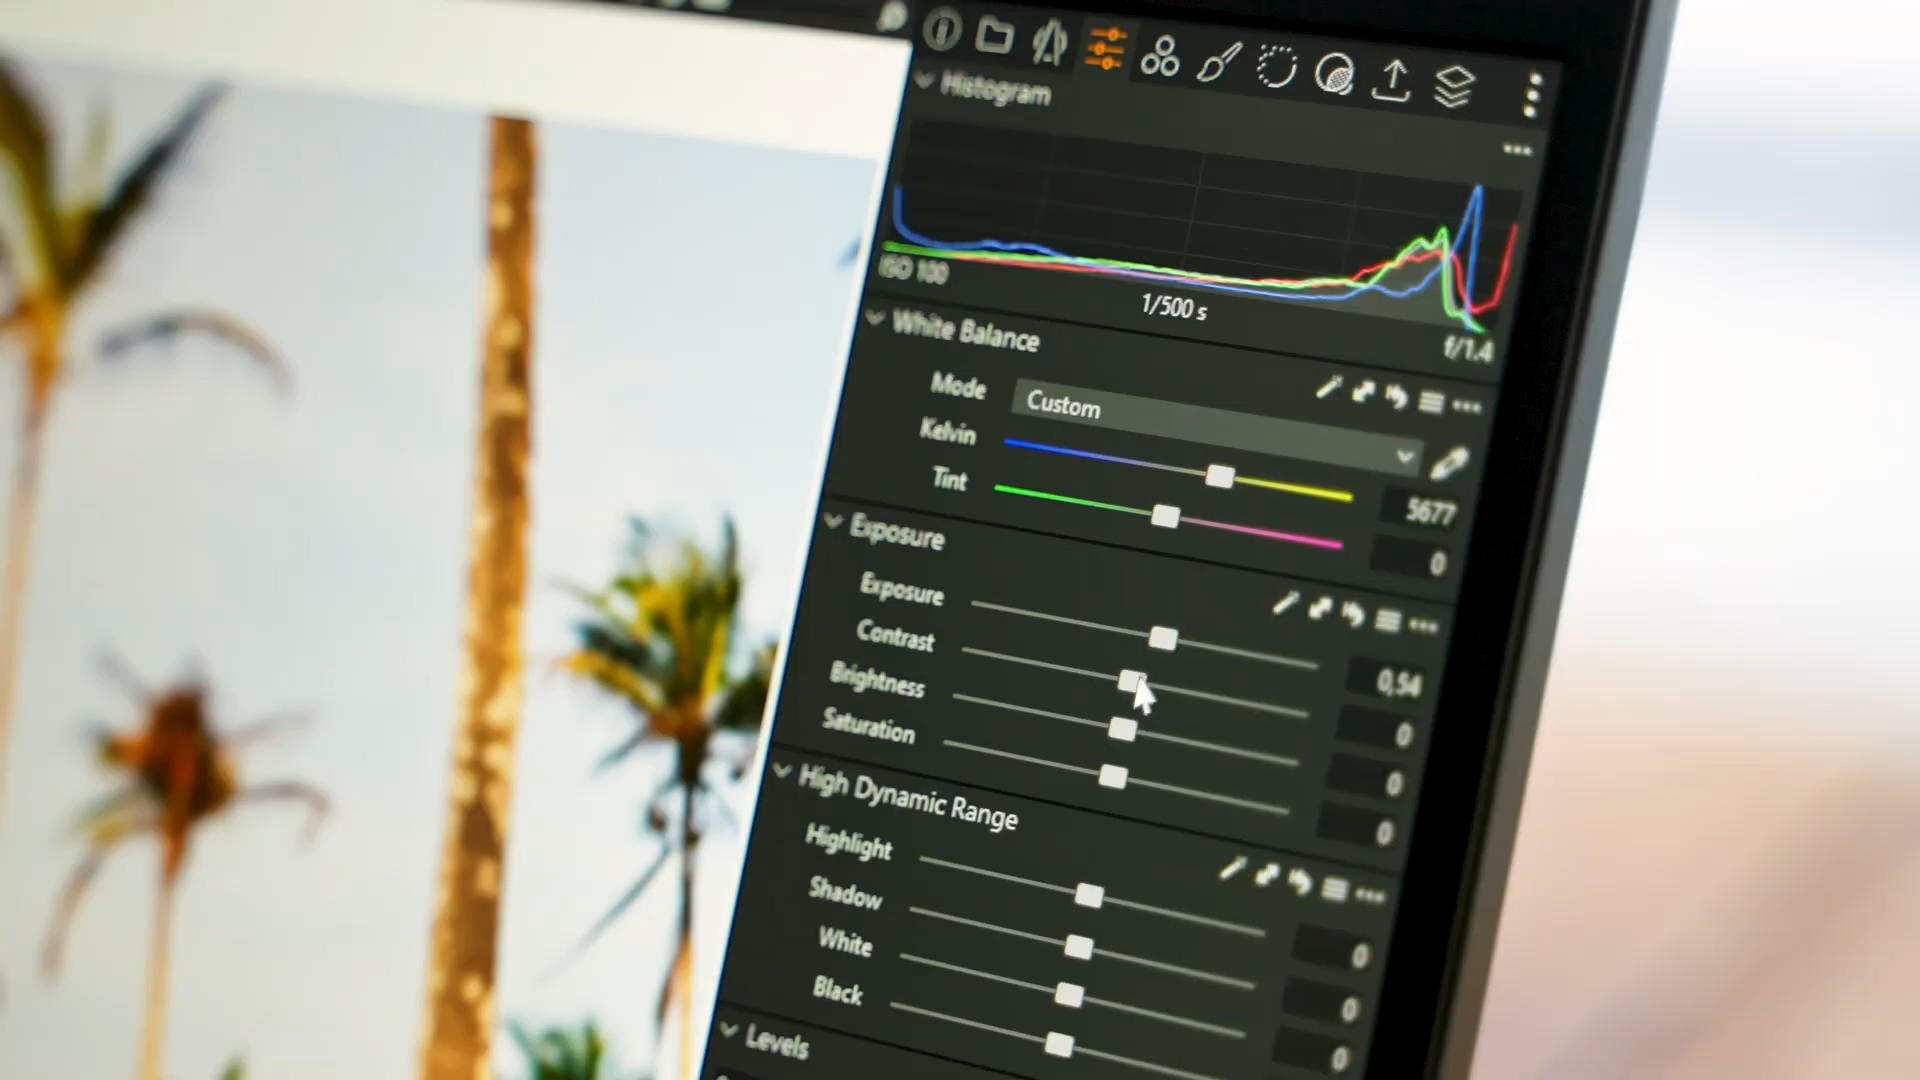 Histogram
ISO 100
1/500 s
f/1.4
White Balance
Mode
Custom
Kelvin
5677
Tint
0
Exposure
Exposure
0,54
Contrast
0
Brightness
0
Saturation
0
High Dynamic Range
Highlight
0
Shadow
0
White
0
Black
Levels